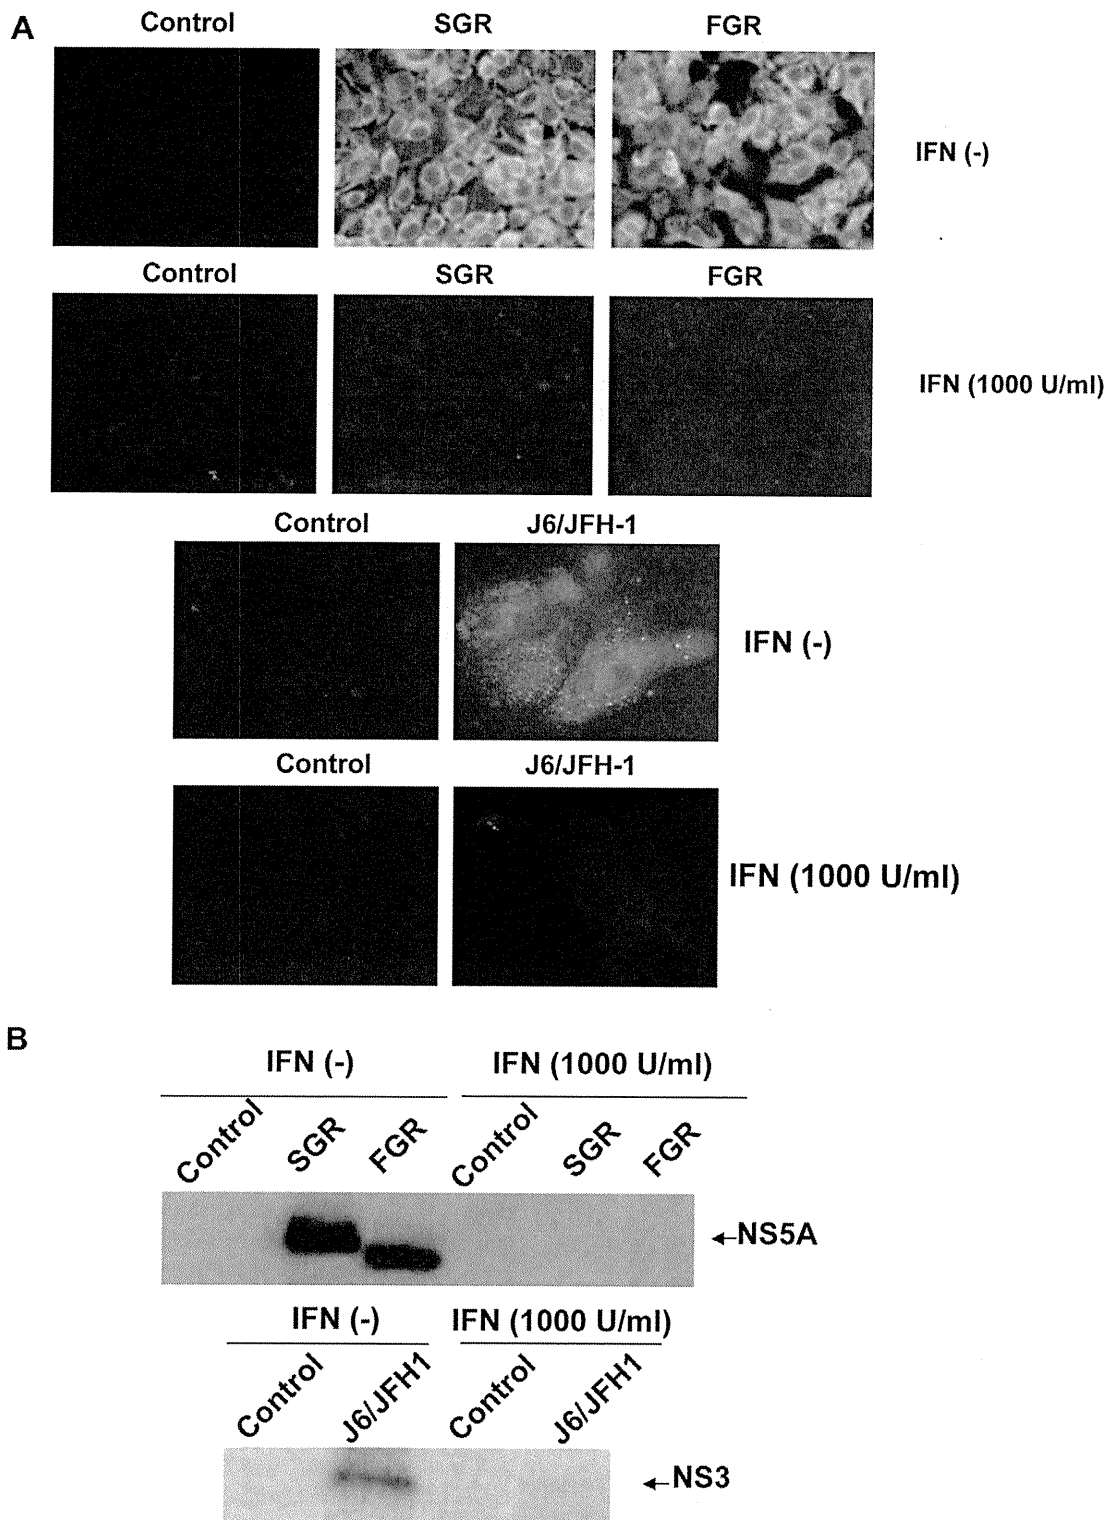 A
Control SGR FGR
IFN (-)
Control SGR FGR
IFN (1000 U/ml)
Control J6/JFH-1
IFN (-)
Control J6/JFH-1
IFN (1000 U/ml)
B
IFN (-) IFN (1000 U/ml)
Control SGR FGR Control SGR FGR
←NS5A
IFN (-) IFN (1000 U/ml)
Control J6/JFH1 Control J6/JFH1
←NS3